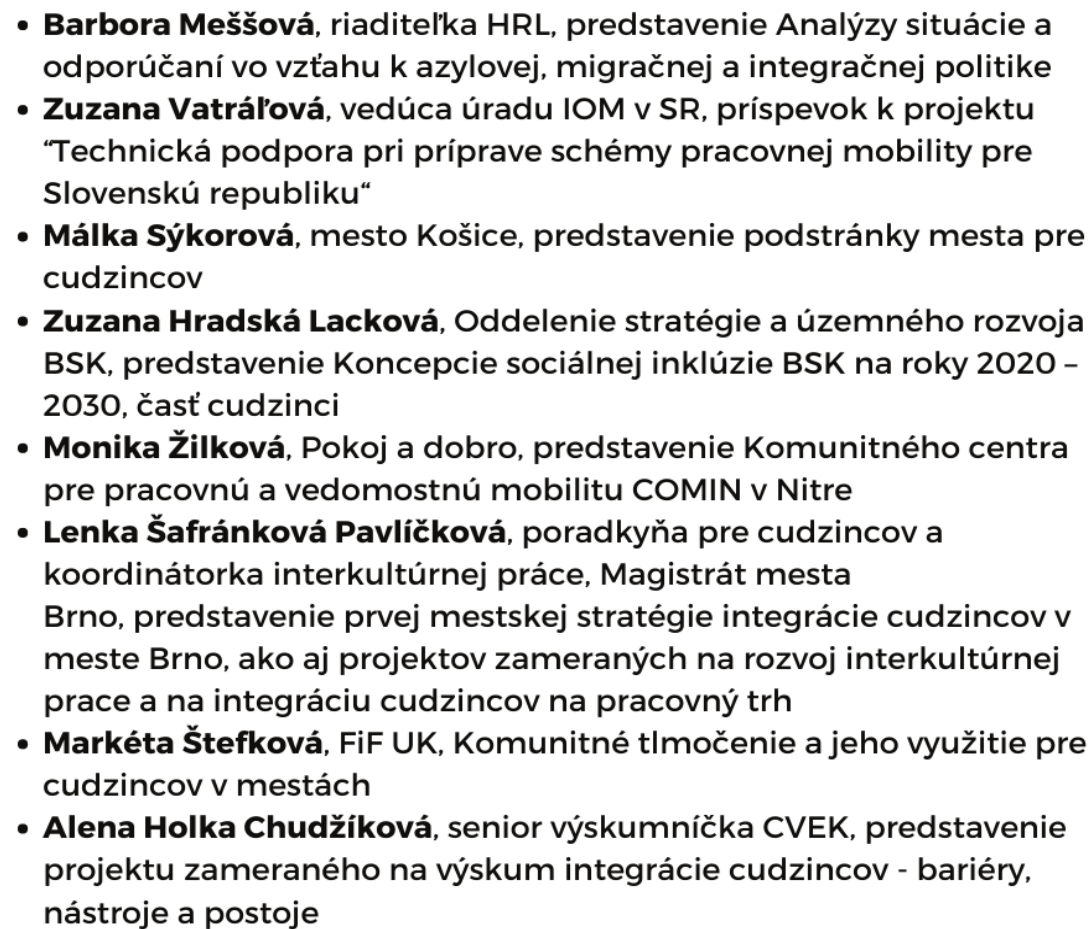 • Barbora Meššová, riaditeľka HRL, predstavenie Analýzy situácie a
odporúčaní vo vzťahu k azylovej, migračnej a integračnej politike
• Zuzana Vatráľová, vedúca úradu IOM v SR, príspevok k projektu
“Technická podpora pri príprave schémy pracovnej mobility pre
Slovenskú republiku“
• Málka Sýkorová, mesto Košice, predstavenie podstránky mesta pre
cudzincov
• Zuzana Hradská Lacková, Oddelenie stratégie a územného rozvoja
BSK, predstavenie Koncepcie sociálnej inklúzie BSK na roky 2020 –
2030, časť cudzinci
• Monika Žilková, Pokoj a dobro, predstavenie Komunitného centra
pre pracovnú a vedomostnú mobilitu COMIN v Nitre
• Lenka Šafránková Pavlíčková, poradkyňa pre cudzincov a
koordinátorka interkultúrnej práce, Magistrát mesta
Brno, predstavenie prvej mestskej stratégie integrácie cudzincov v
meste Brno, ako aj projektov zameraných na rozvoj interkultúrnej
prace a na integráciu cudzincov na pracovný trh
• Markéta Štefková, FiF UK, Komunitné tlmočenie a jeho využitie pre
cudzincov v mestách
• Alena Holka Chudžíková, senior výskumníčka CVEK, predstavenie
projektu zameraného na výskum integrácie cudzincov - bariéry,
nástroje a postoje